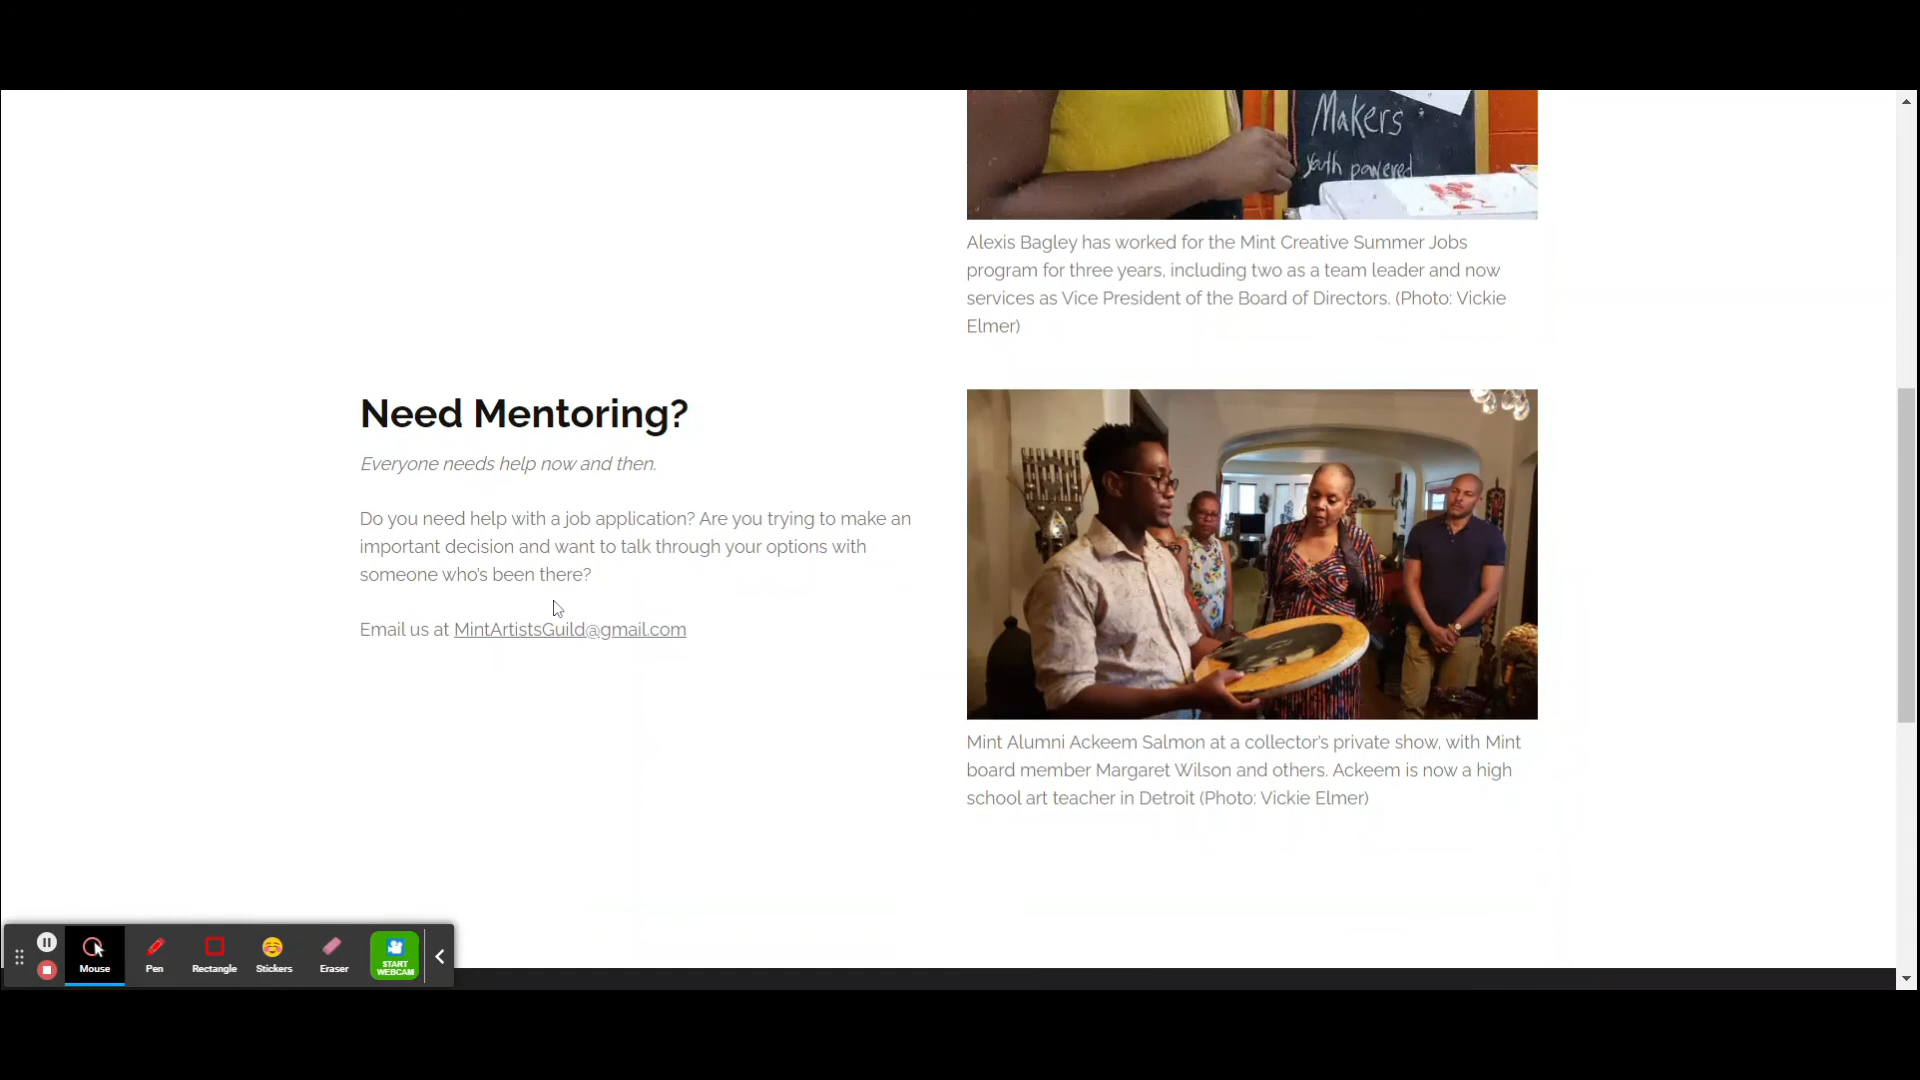 Makers
youth powered
Alexis Bagley has worked for the Mint Creative Summer Jobs
program for three years, including two as a team leader and now
services as Vice President of the Board of Directors. (Photo: Vickie
Elmer)
Need Mentoring?
Everyone needs help now and then.
Do you need help with a job application? Are you trying to make an
important decision and want to talk through your options with
someone who's been there?
Email us at MintArtistsGuild@gmail.com
Mint Alumni Ackeem Salmon at a collector's private show, with Mint
board member Margaret Wilson and others. Ackeem is now a high
school art teacher in Detroit (Photo: Vickie Elmer)
Mouse
Pen
Rectangle
Stickers
Eraser
START
WEBCAM